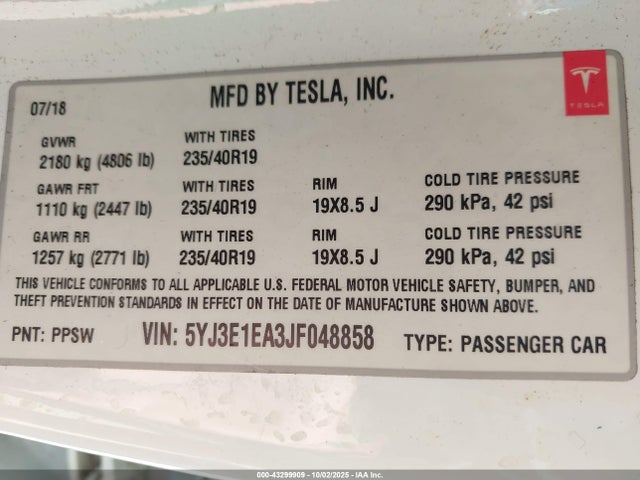 07/18 MFD BY TESLA, INC. TESLA
GVWR WITH TIRES
2180 kg (4806 lb) 235/40R19
GAWR FRT WITH TIRES RIM COLD TIRE PRESSURE
1110 kg (2447 lb) 235/40R19 19X8.5 J 290 kPa, 42 psi
GAWR RR WITH TIRES RIM COLD TIRE PRESSURE
1257 kg (2771 lb) 235/40R19 19X8.5 J 290 kPa, 42 psi
THIS VEHICLE CONFORMS TO ALL APPLICABLE U.S. FEDERAL MOTOR VEHICLE SAFETY, BUMPER, AND
THEFT PREVENTION STANDARDS IN EFFECT ON THE DATE OF MANUFACTURE SHOWN ABOVE.
PNT: PPSW VIN: 5YJ3E1EA3JF048858 TYPE: PASSENGER CAR
000-43299909 - 10/02/2025 - IAA Inc.